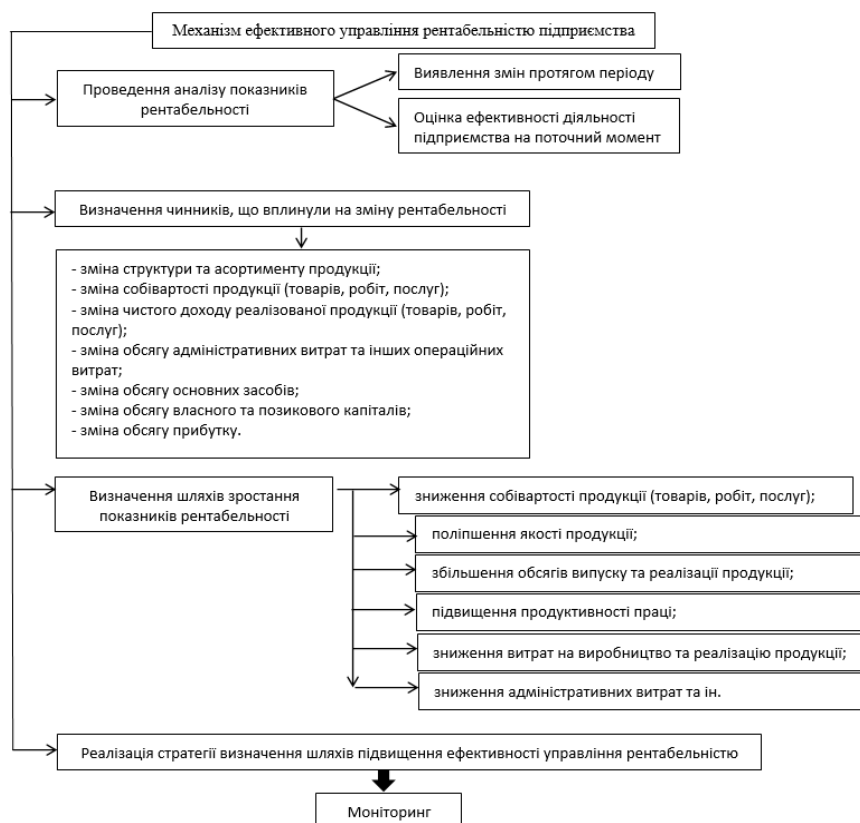 Механізм ефективного управління рентабельністю підприємства
Проведення аналізу показників
рентабельності
Виявлення змін протягом періоду
Оцінка ефективності діяльності
підприємства на поточний момент
Визначення чинників, що вплинули на зміну рентабельності
- зміна структури та асортименту продукції;
- зміна собівартості продукції (товарів, робіт, послуг);
- зміна чистого доходу реалізованої продукції (товарів, робіт,
послуг);
- зміна обсягу адміністративних витрат та інших операційних
витрат;
- зміна обсягу основних засобів;
- зміна обсягу власного та позикового капіталів;
- зміна обсягу прибутку.
Визначення шляхів зростання
показників рентабельності
зниження собівартості продукції (товарів, робіт, послуг);
поліпшення якості продукції;
збільшення обсягів випуску та реалізації продукції;
підвищення продуктивності праці;
зниження витрат на виробництво та реалізацію продукції;
зниження адміністративних витрат та ін.
Реалізація стратегії визначення шляхів підвищення ефективності управління рентабельністю
Моніторинг